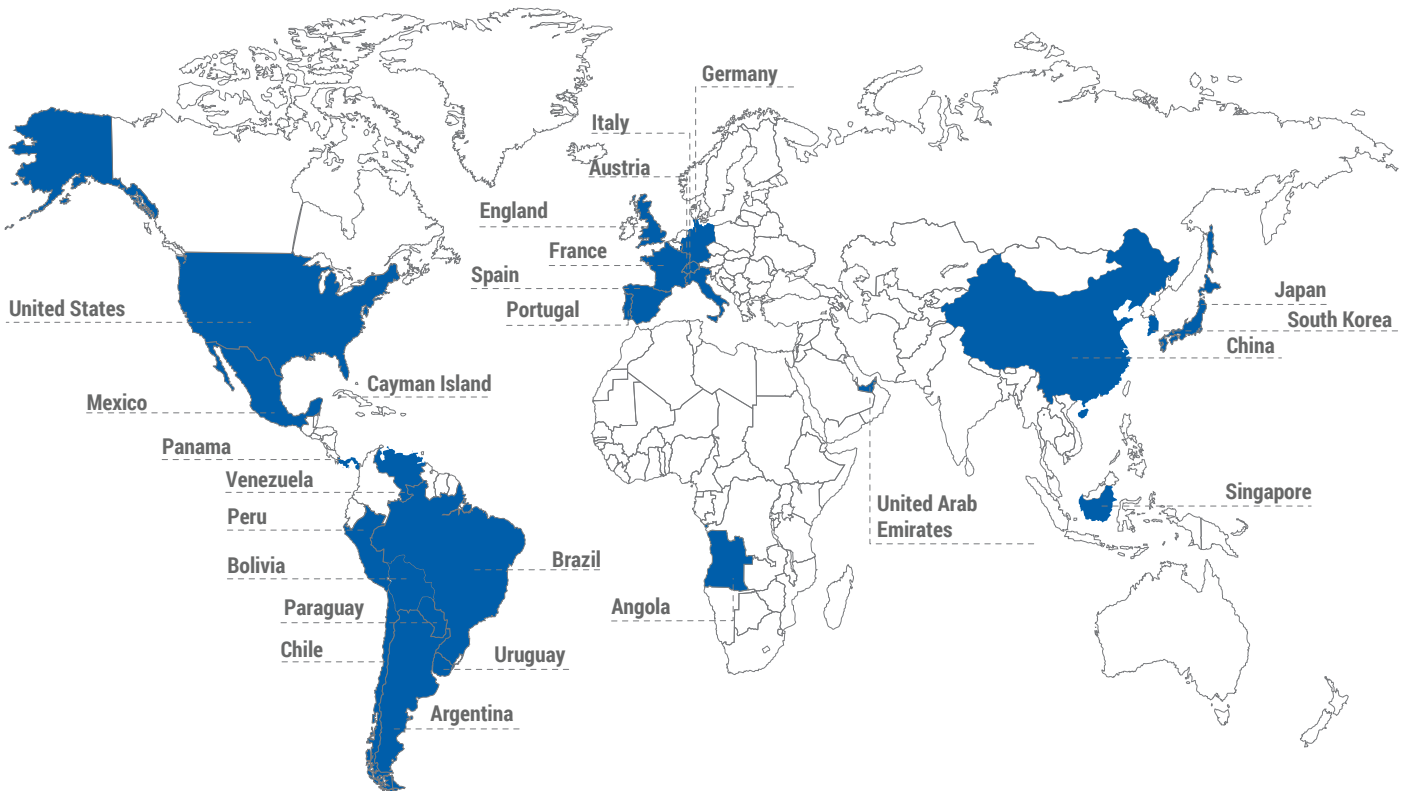 Germany
Italy
Austria
England
France
Spain
Portugal
United States
Japan
South Korea
China
Cayman Island
Mexico
Panama
Venezuela
Peru
Bolivia
Brazil
Paraguay
Chile
Uruguay
Argentina
Angola
United Arab
Emirates
Singapore